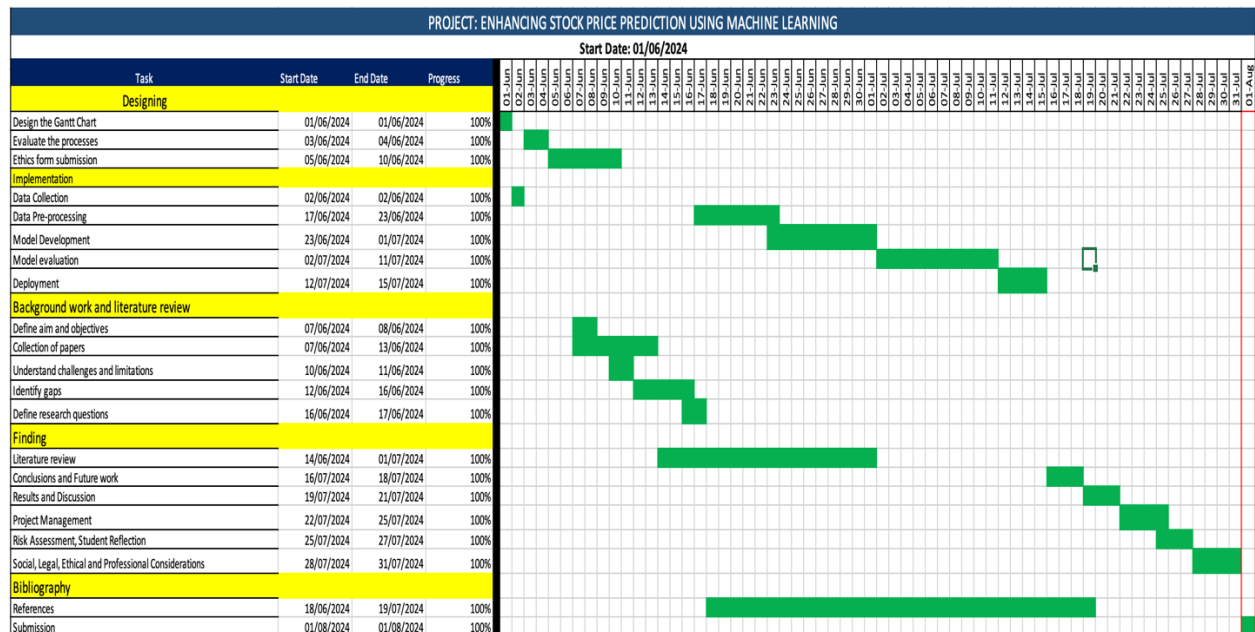 PROJECT: ENHANCING STOCK PRICE PREDICTION USING MACHINE LEARNING
Start Date: 01/06/2024
Task Start Date End Date Progress 01-Jun 02-Jun 03-Jun 04-Jun 05-Jun 06-Jun 07-Jun 08-Jun 09-Jun 10-Jun 11-Jun 12-Jun 13-Jun 14-Jun 15-Jun 16-Jun 17-Jun 18-Jun 19-Jun 20-Jun 21-Jun 22-Jun 23-Jun 24-Jun 25-Jun 26-Jun 27-Jun 28-Jun 29-Jun 30-Jun 01-Jul 02-Jul 03-Jul 04-Jul 05-Jul 06-Jul 07-Jul 08-Jul 09-Jul 10-Jul 11-Jul 12-Jul 13-Jul 14-Jul 15-Jul 16-Jul 17-Jul 18-Jul 19-Jul 20-Jul 21-Jul 22-Jul 23-Jul 24-Jul 25-Jul 26-Jul 27-Jul 28-Jul 29-Jul 30-Jul 31-Jul 01-Aug
Designing
Design the Gantt Chart 01/06/2024 01/06/2024 100%
Evaluate the processes 03/06/2024 04/06/2024 100%
Ethics form submission 05/06/2024 10/06/2024 100%
Implementation
Data Collection 02/06/2024 02/06/2024 100%
Data Pre-processing 17/06/2024 23/06/2024 100%
Model Development 23/06/2024 01/07/2024 100%
Model evaluation 02/07/2024 11/07/2024 100%
Deployment 12/07/2024 15/07/2024 100%
Background work and literature review
Define aim and objectives 07/06/2024 08/06/2024 100%
Collection of papers 07/06/2024 13/06/2024 100%
Understand challenges and limitations 10/06/2024 11/06/2024 100%
Identify gaps 12/06/2024 16/06/2024 100%
Define research questions 16/06/2024 17/06/2024 100%
Finding
Literature review 14/06/2024 01/07/2024 100%
Conclusions and Future work 16/07/2024 18/07/2024 100%
Results and Discussion 19/07/2024 21/07/2024 100%
Project Management 22/07/2024 25/07/2024 100%
Risk Assessment, Student Reflection 25/07/2024 27/07/2024 100%
Social, Legal, Ethical and Professional Considerations 28/07/2024 31/07/2024 100%
Bibliography
References 18/06/2024 19/07/2024 100%
Submission 01/08/2024 01/08/2024 100%